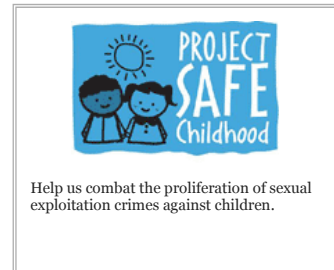 PROJECT
SAFE
Childhood
Help us combat the proliferation of sexual
exploitation crimes against children.